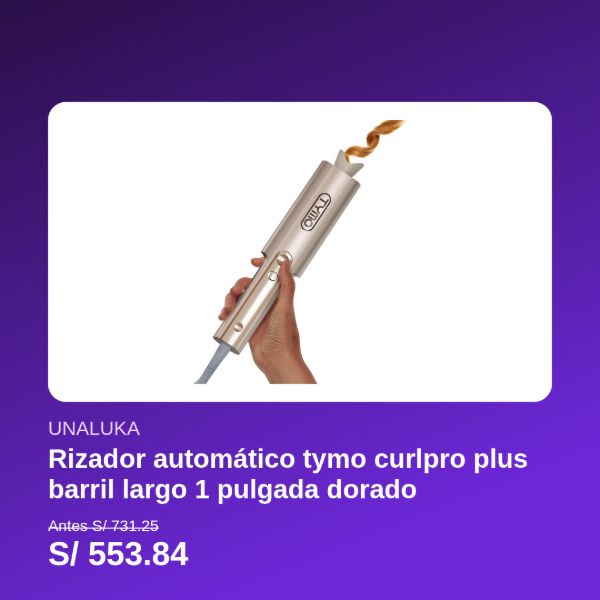 TYMO
UNALUKA
Rizador automático tymo curlpro plus
barril largo 1 pulgada dorado
Antes S/ 731.25
S/ 553.84